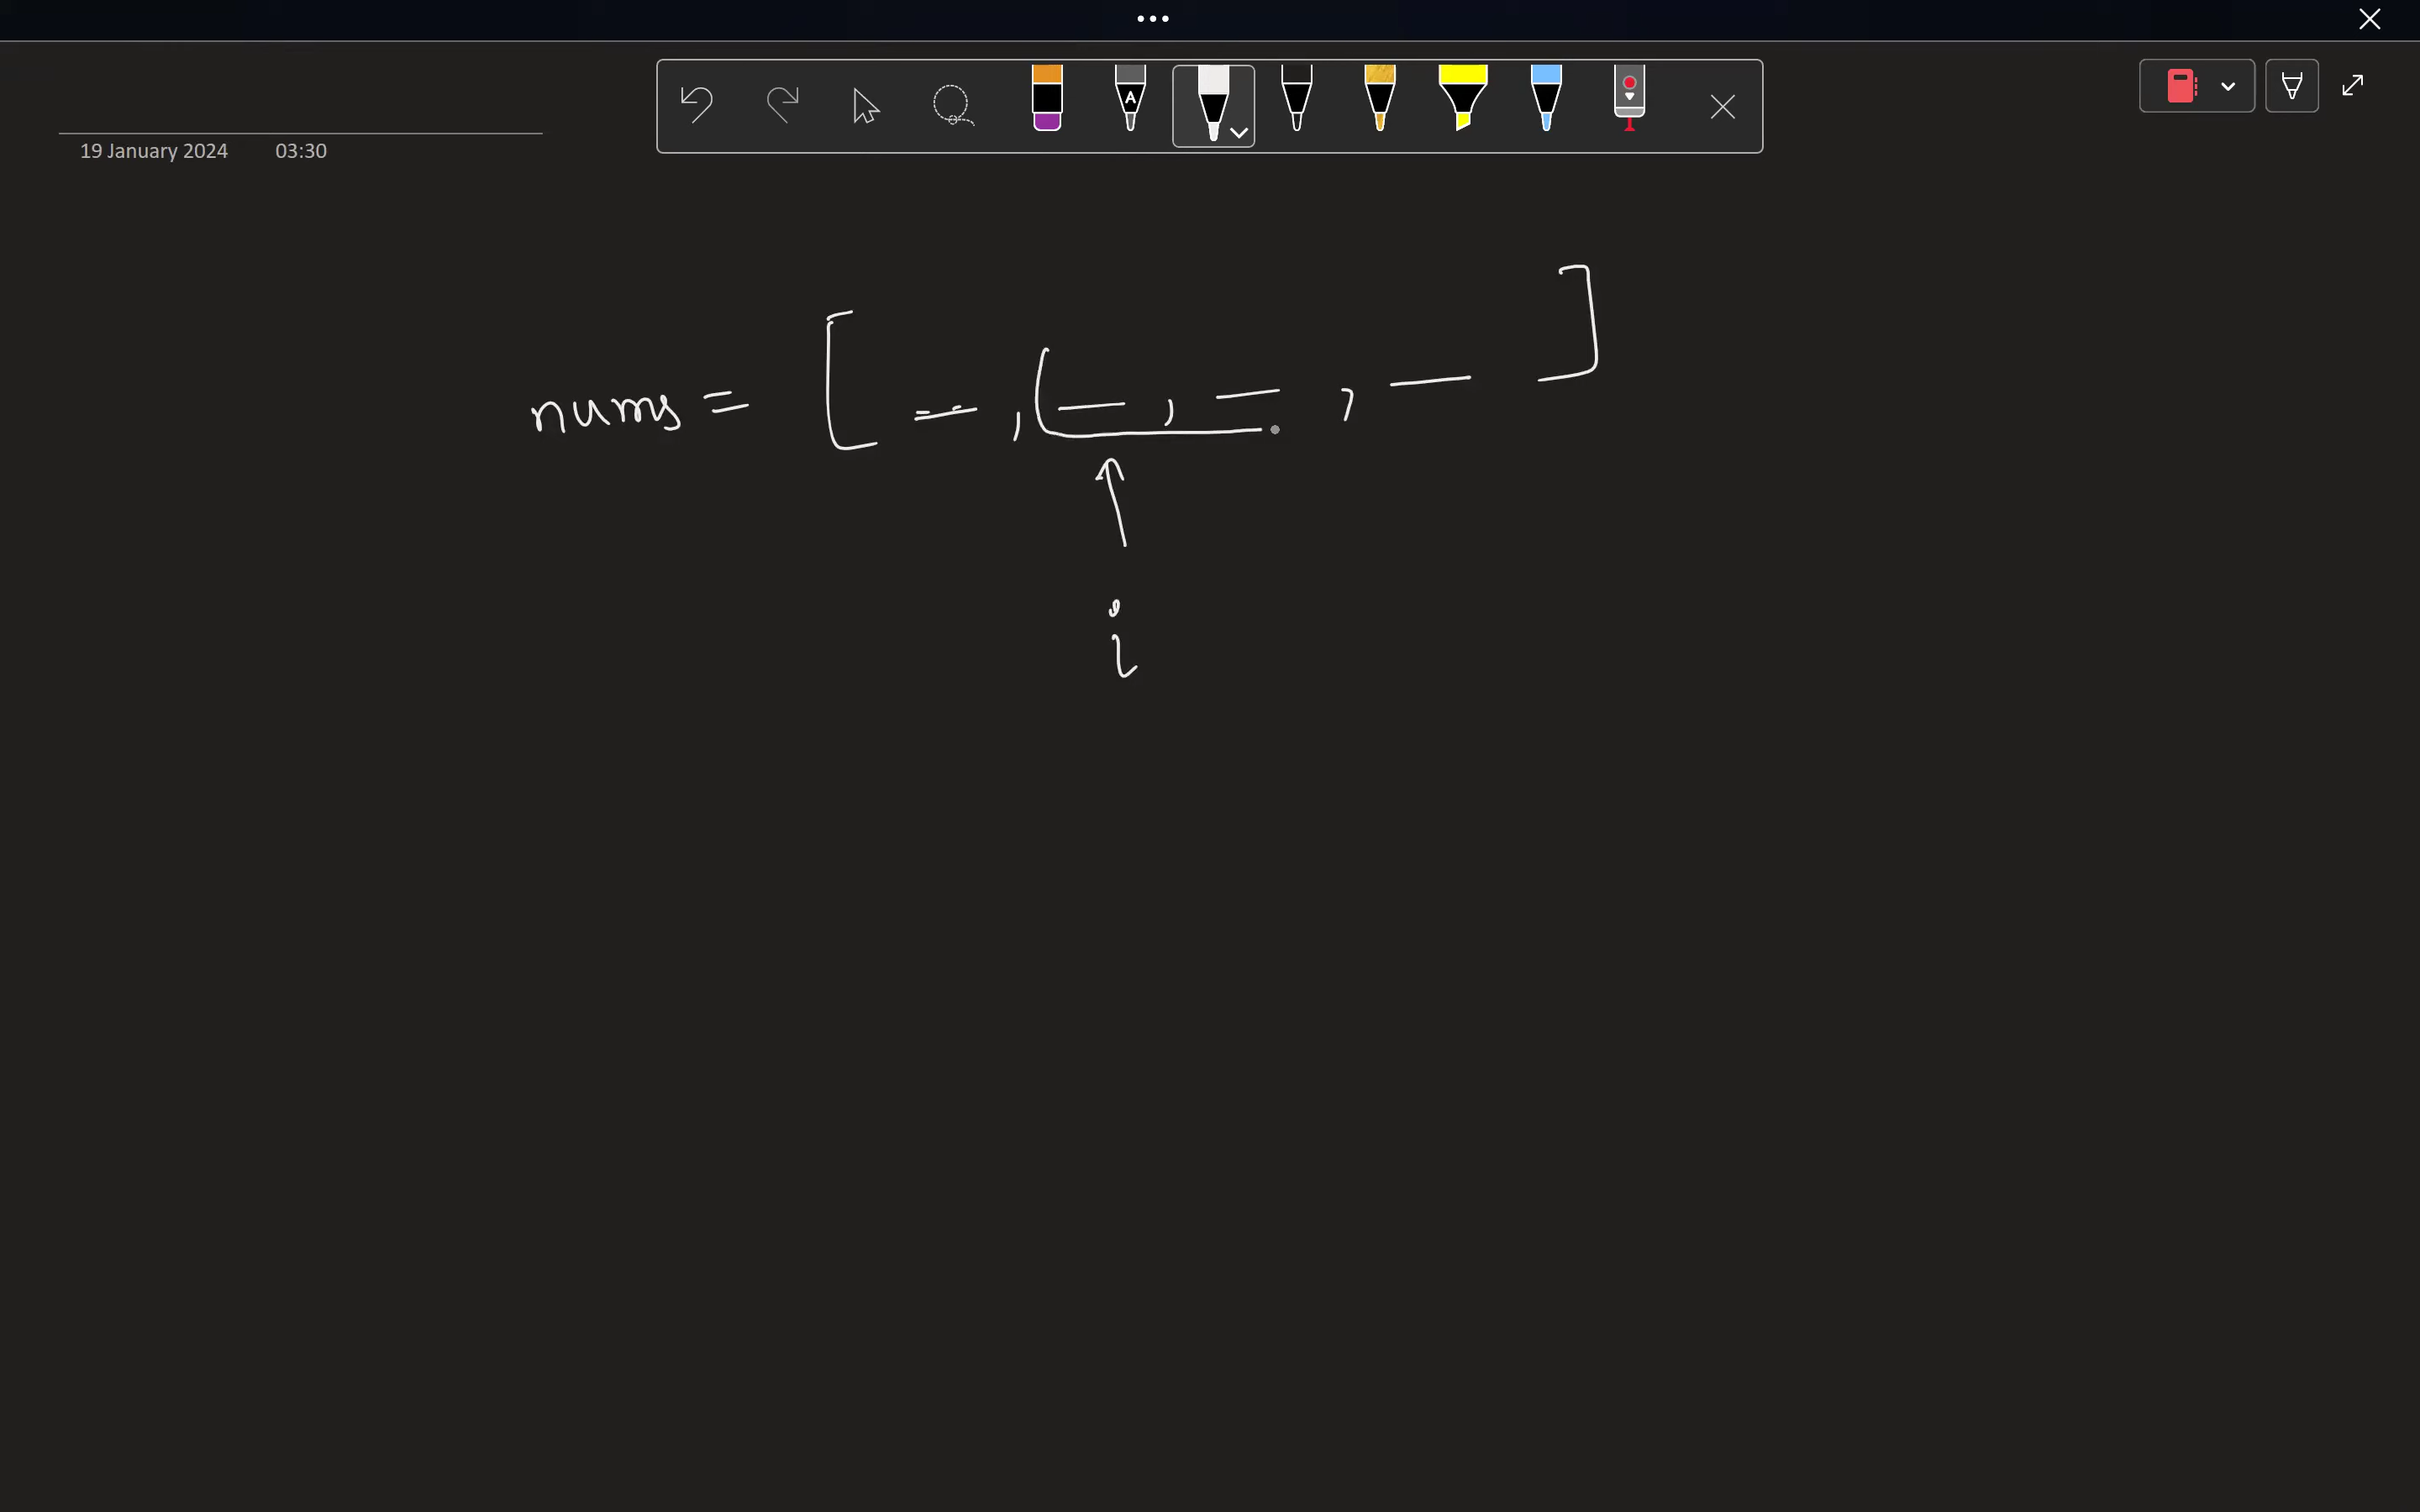 19 January 2024 03:30
nums = [ _ , ( _ , _ , _ ]
i